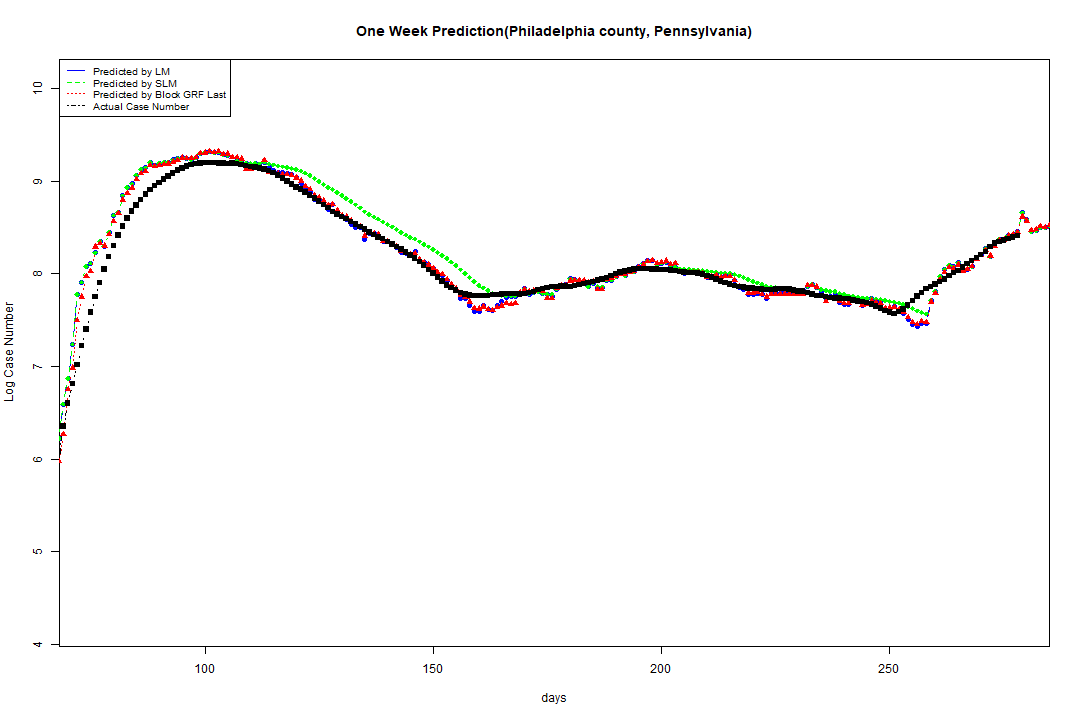 One Week Prediction(Philadelphia county, Pennsylvania)
Predicted by LM
Predicted by SLM
Predicted by Block GRF Last
Actual Case Number
10
9
8
7
6
5
4
Log Case Number
100 150 200 250
days